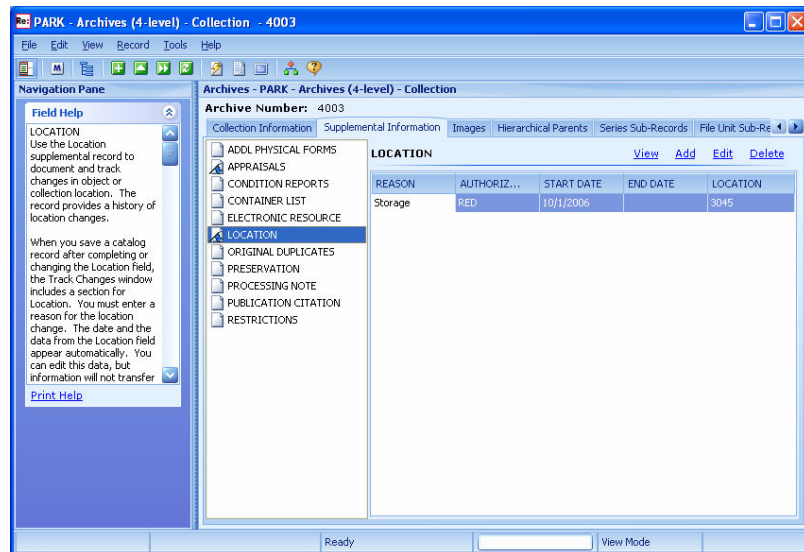 Re: PARK - Archives (4-level) - Collection - 4003
File Edit View Record Tools Help
M
Navigation Pane
Archives - PARK - Archives (4-level) - Collection
Archive Number: 4003
Collection Information Supplemental Information Images Hierarchical Parents Series Sub-Records File Unit Sub-Re
Field Help
LOCATION
Use the Location
supplemental record to
document and track
changes in object or
collection location. The
record provides a history of
location changes.
When you save a catalog
record after completing or
changing the Location field,
the Track Changes window
includes a section for
Location. You must enter a
reason for the location
change. The date and the
data from the Location field
appear automatically. You
can edit this data, but
information will not transfer
Print Help
ADDL PHYSICAL FORMS
APPRAISALS
CONDITION REPORTS
CONTAINER LIST
ELECTRONIC RESOURCE
LOCATION
ORIGINAL DUPLICATES
PRESERVATION
PROCESSING NOTE
PUBLICATION CITATION
RESTRICTIONS
LOCATION View Add Edit Delete
REASON AUTHORIZ... START DATE END DATE LOCATION
Storage RED 10/1/2006 3045
Ready View Mode